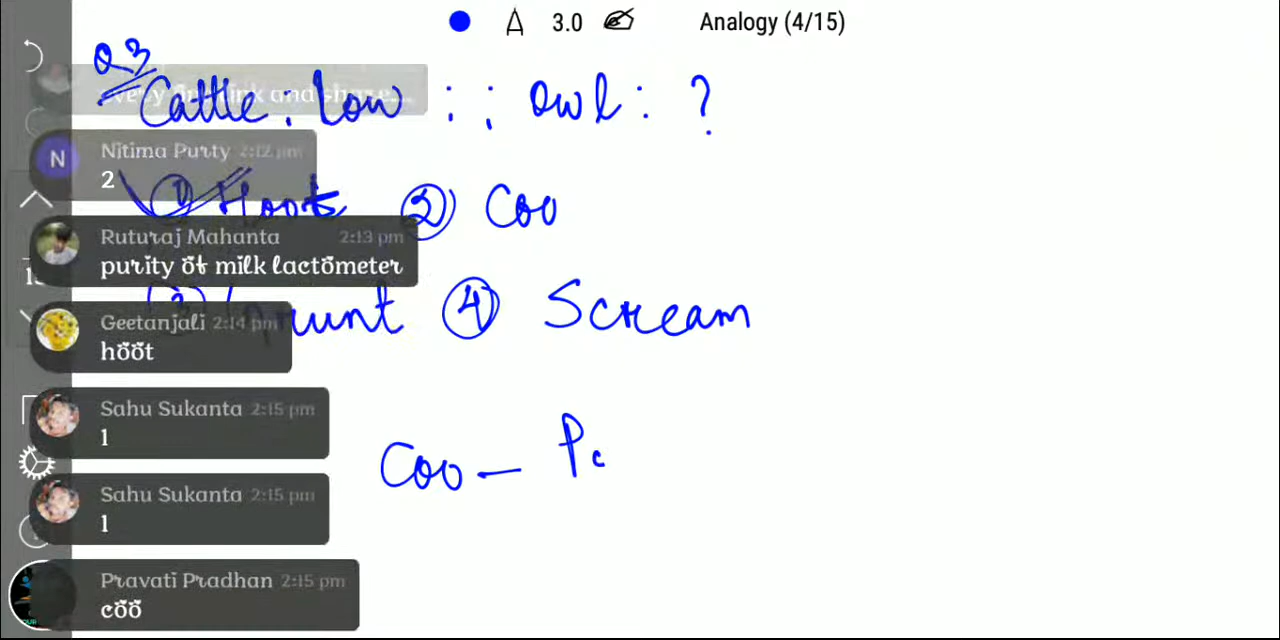 3.0 Analogy (4/15)
Q3
Cattle : Low : : Owl : ?
Nitima Purty 2:12 pm
2
① Hoot ② Coo
Ruturaj Mahanta 2:13 pm
purity of milk lactometer
③ Grunt ④ Scream
Geetanjali 2:14 pm
hoot
Sahu Sukanta 2:15 pm
1
Coo — Pc
Sahu Sukanta 2:15 pm
1
Pravati Pradhan 2:15 pm
coo